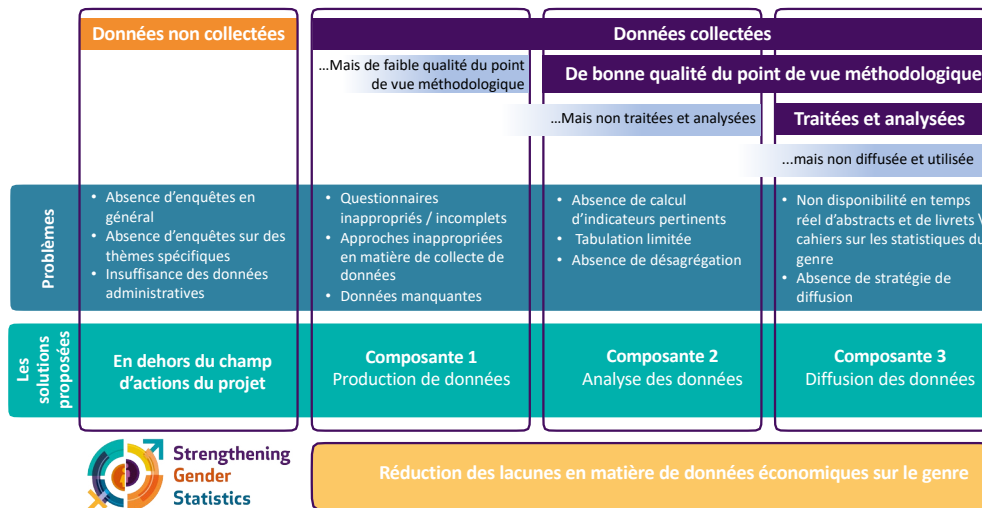 Données non collectées
Données collectées
...Mais de faible qualité du point
de vue méthodologique
De bonne qualité du point de vue méthodologique
...Mais non traitées et analysées
Traitées et analysées
...mais non diffusée et utilisée
Problèmes
• Absence d'enquêtes en
général
• Absence d'enquêtes sur des
thèmes spécifiques
• Insuffisance des données
administratives
• Questionnaires
inappropriés / incomplets
• Approches inappropriées
en matière de collecte de
données
• Données manquantes
• Absence de calcul
d'indicateurs pertinents
• Tabulation limitée
• Absence de désagrégation
• Non disponibilité en temps
réel d'abstracts et de livrets \
cahiers sur les statistiques du
genre
• Absence de stratégie de
diffusion
Les
solutions
proposées
En dehors du champ
d'actions du projet
Composante 1
Production de données
Composante 2
Analyse des données
Composante 3
Diffusion des données
Strengthening
Gender
Statistics
Réduction des lacunes en matière de données économiques sur le genre